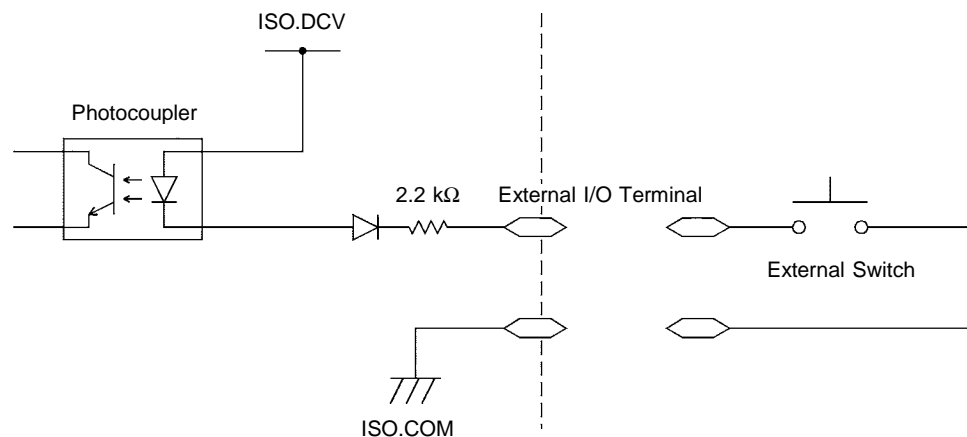 ISO.DCV
Photocoupler
2.2 kΩ
External I/O Terminal
External Switch
ISO.COM